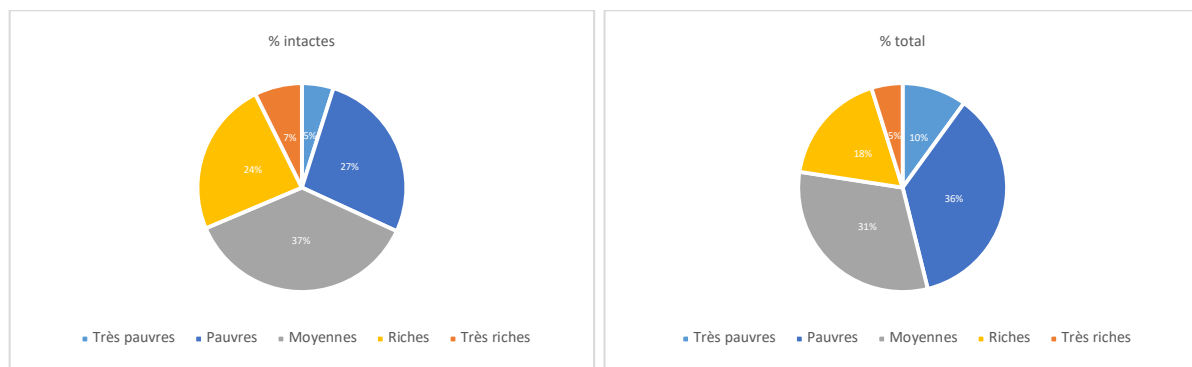 % intactes
7%
5%
27%
24%
37%
Très pauvres Pauvres Moyennes Riches Très riches
% total
5%
10%
18%
36%
31%
Très pauvres Pauvres Moyennes Riches Très riches